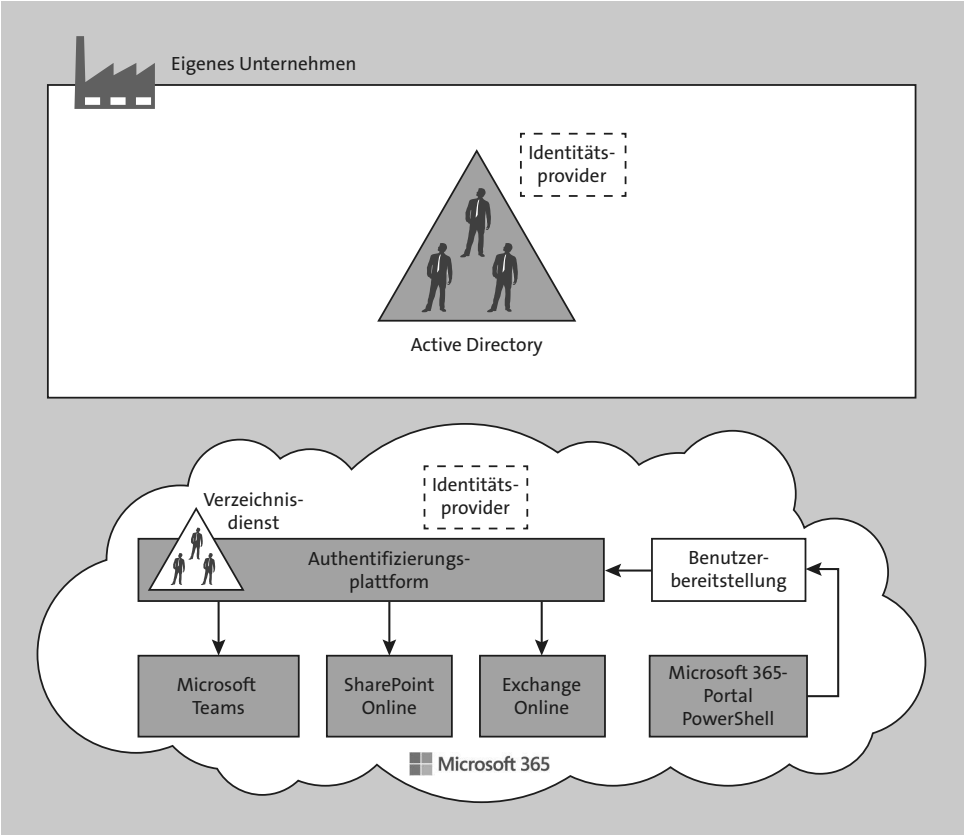 Eigenes Unternehmen
Identitäts-
provider
Active Directory
Identitäts-
provider
Verzeichnis-
dienst
Authentifizierungs-
plattform
Benutzer-
bereitstellung
Microsoft
Teams
SharePoint
Online
Exchange
Online
Microsoft 365-
Portal
PowerShell
Microsoft 365